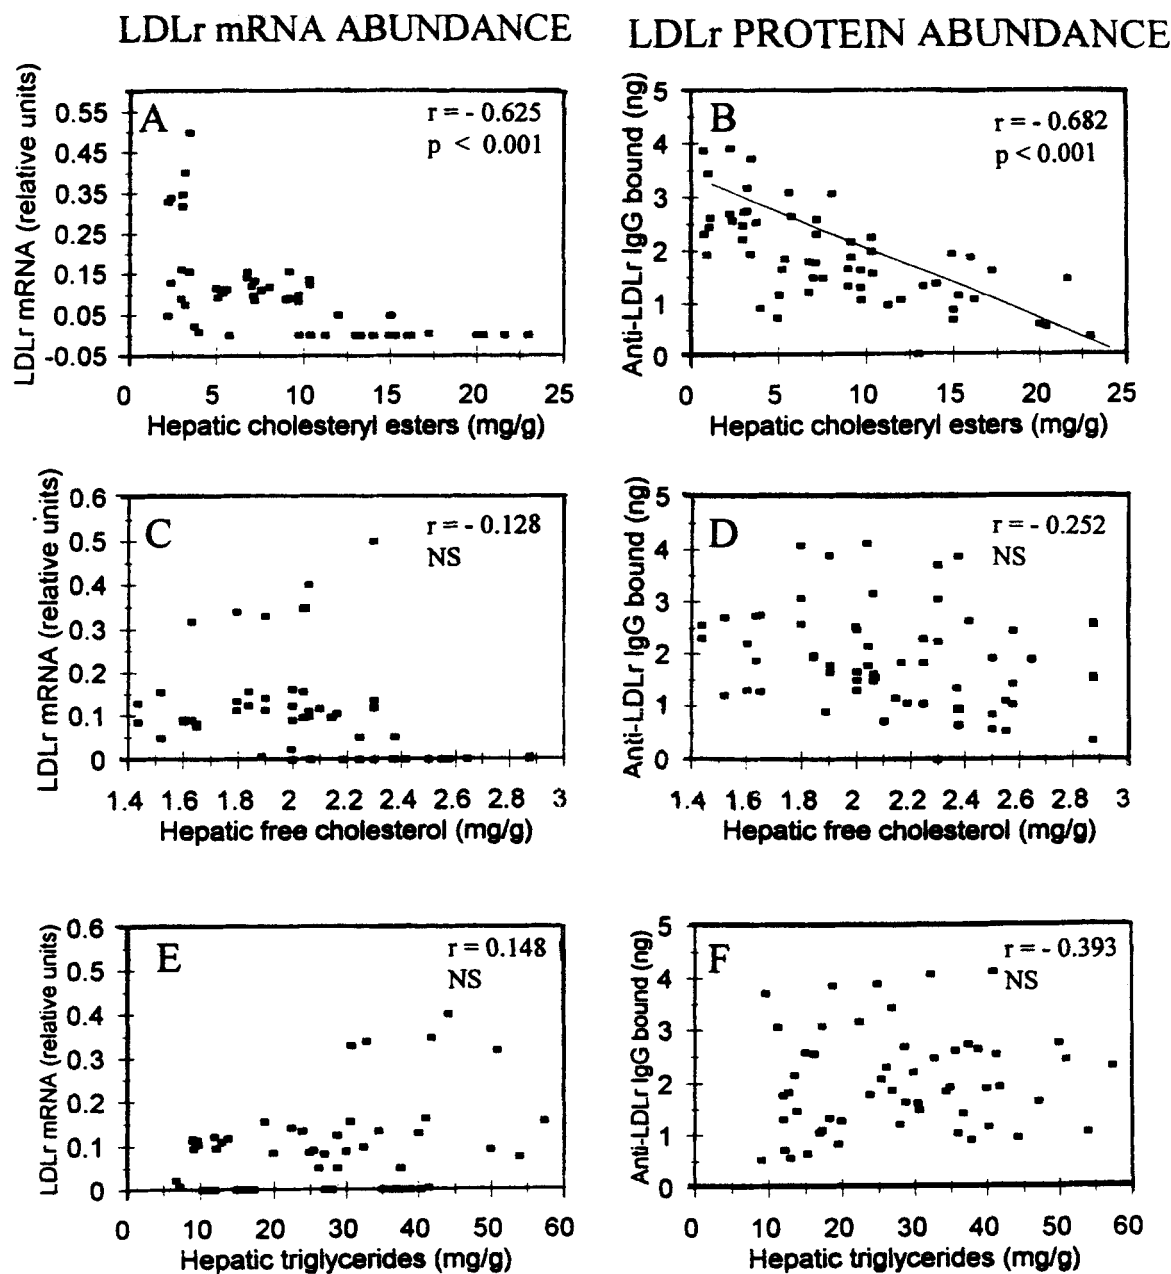 LDLr mRNA ABUNDANCE
LDLr PROTEIN ABUNDANCE
LDLr mRNA (relative units)
0.55
0.45
0.35
0.25
0.15
0.05
-0.05
A
r = - 0.625
p < 0.001
0 5 10 15 20 25
Hepatic cholesteryl esters (mg/g)
Anti-LDLr IgG bound (ng)
5
4
3
2
1
0
B
r = - 0.682
p < 0.001
0 5 10 15 20 25
Hepatic cholesteryl esters (mg/g)
LDLr mRNA (relative units)
0.6
0.5
0.4
0.3
0.2
0.1
0
C
r = - 0.128
NS
1.4 1.6 1.8 2 2.2 2.4 2.6 2.8 3
Hepatic free cholesterol (mg/g)
Anti-LDLr IgG bound (ng)
5
4
3
2
1
0
D
r = - 0.252
NS
1.4 1.6 1.8 2 2.2 2.4 2.6 2.8 3
Hepatic free cholesterol (mg/g)
LDLr mRNA (relative units)
0.6
0.5
0.4
0.3
0.2
0.1
0
E
r = 0.148
NS
0 10 20 30 40 50 60
Hepatic triglycerides (mg/g)
Anti-LDLr IgG bound (ng)
5
4
3
2
1
0
F
r = - 0.393
NS
0 10 20 30 40 50 60
Hepatic triglycerides (mg/g)